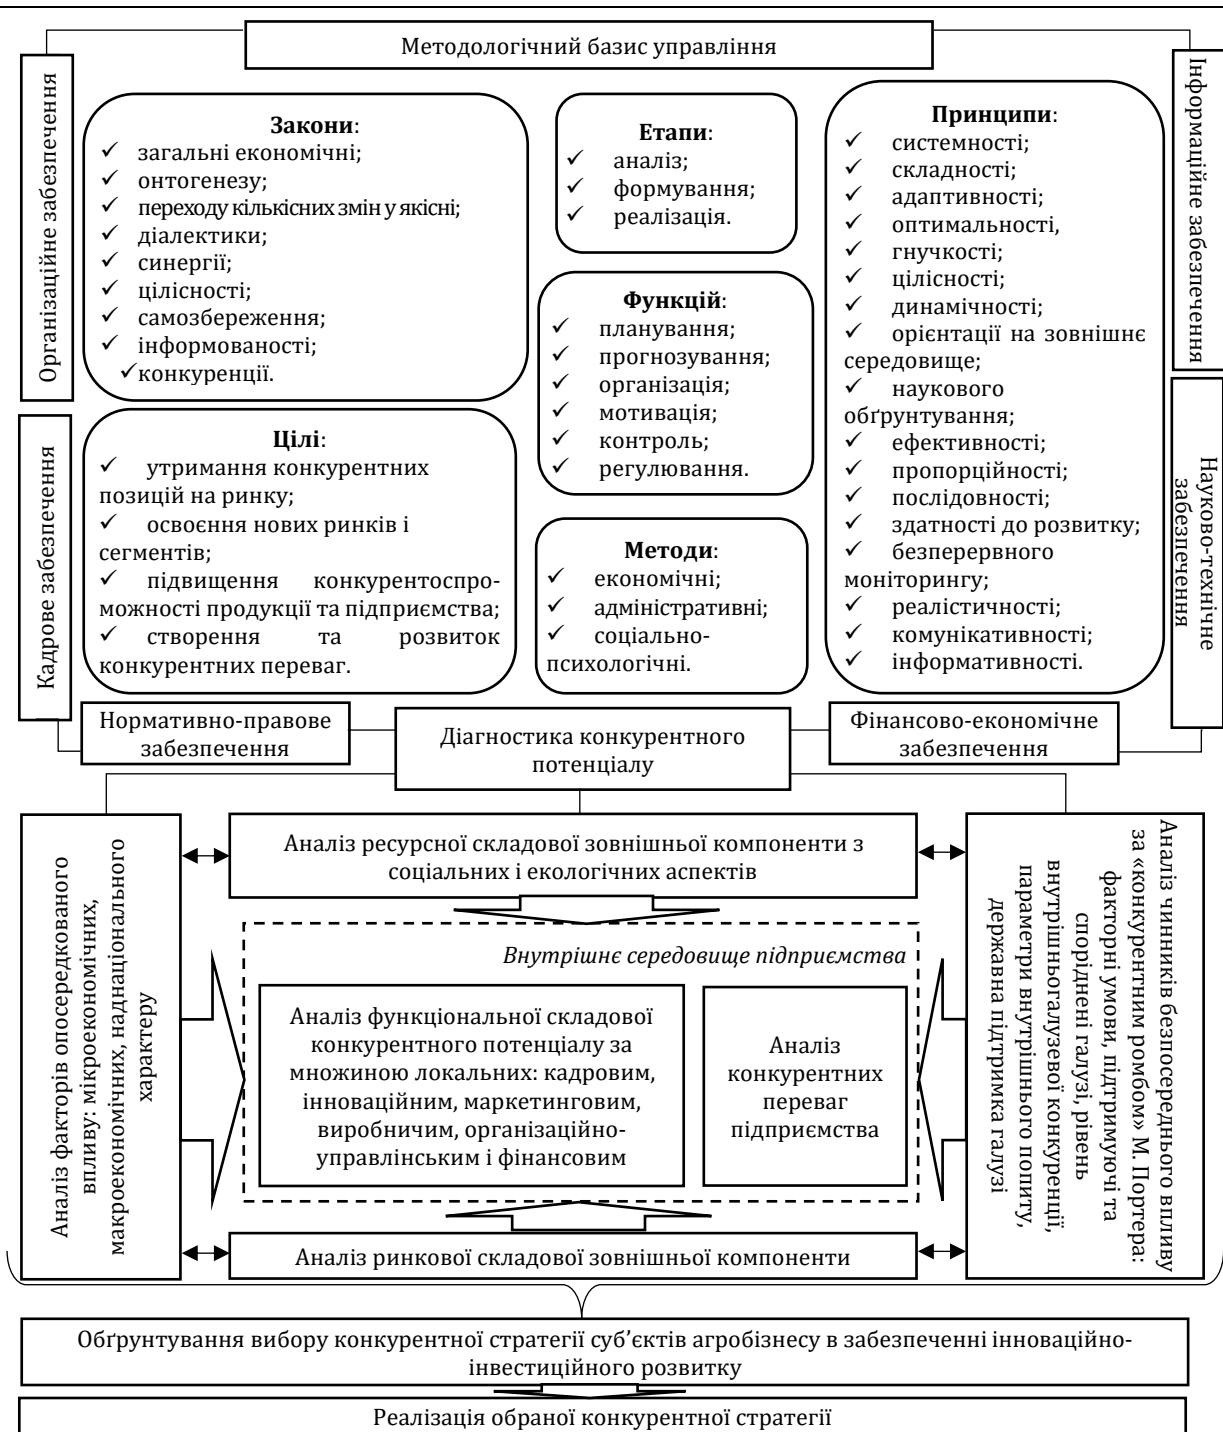 Методологічний базис управління
Організаційне забезпечення
Інформаційне забезпечення
Закони:
✓ загальні економічні;
✓ онтогенезу;
✓ переходу кількісних змін у якісні;
✓ діалектики;
✓ синергії;
✓ цілісності;
✓ самозбереження;
✓ інформованості;
✓ конкуренції.
Етапи:
✓ аналіз;
✓ формування;
✓ реалізація.
Принципи:
✓ системності;
✓ складності;
✓ адаптивності;
✓ оптимальності,
✓ гнучкості;
✓ цілісності;
✓ динамічності;
✓ орієнтації на зовнішнє
середовище;
✓ наукового
обґрунтування;
✓ ефективності;
✓ пропорційності;
✓ послідовності;
✓ здатності до розвитку;
✓ безперервного
моніторингу;
✓ реалістичності;
✓ комунікативності;
✓ інформативності.
Функцій:
✓ планування;
✓ прогнозування;
✓ організація;
✓ мотивація;
✓ контроль;
✓ регулювання.
Кадрове забезпечення
Цілі:
✓ утримання конкурентних
позицій на ринку;
✓ освоєння нових ринків і
сегментів;
✓ підвищення конкурентоспро-
можності продукції та підприємства;
✓ створення та розвиток
конкурентних переваг.
Методи:
✓ економічні;
✓ адміністративні;
✓ соціально-
психологічні.
Науково-технічне
забезпечення
Нормативно-правове
забезпечення
Діагностика конкурентного
потенціалу
Фінансово-економічне
забезпечення
Аналіз факторів опосередкованого
впливу: мікроекономічних,
макроекономічних, наднаціонального
характеру
Аналіз ресурсної складової зовнішньої компоненти з
соціальних і екологічних аспектів
Внутрішнє середовище підприємства
Аналіз функціональної складової
конкурентного потенціалу за
множиною локальних: кадровим,
інноваційним, маркетинговим,
виробничим, організаційно-
управлінським і фінансовим
Аналіз
конкурентних
переваг
підприємства
Аналіз чинників безпосереднього впливу
за «конкурентним ромбом» М. Портера:
факторні умови, підтримуючі та
споріднені галузі, рівень
внутрішньогалузевої конкуренції,
параметри внутрішнього попиту,
державна підтримка галузі
Аналіз ринкової складової зовнішньої компоненти
Обґрунтування вибору конкурентної стратегії суб’єктів агробізнесу в забезпеченні інноваційно-
інвестиційного розвитку
Реалізація обраної конкурентної стратегії